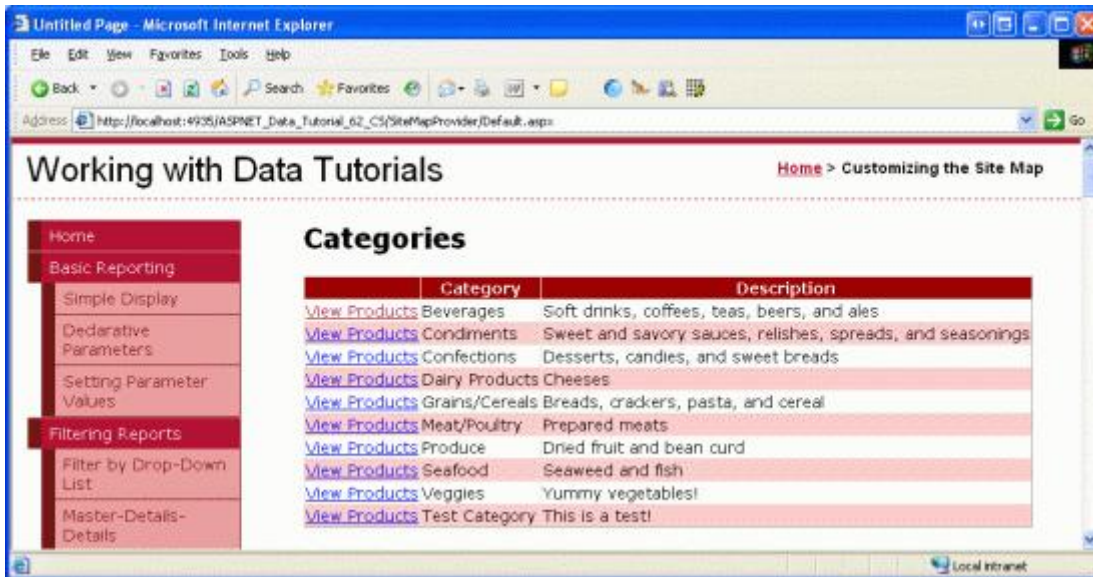 Untitled Page - Microsoft Internet Explorer
File Edit View Favorites Tools Help
Back Search Favorites
Address http://localhost:4935/ASPNET_Data_Tutorial_62_CS/SiteMapProvider/Default.aspx Go
Working with Data Tutorials
Home > Customizing the Site Map
Home
Basic Reporting
Simple Display
Declarative
Parameters
Setting Parameter
Values
Filtering Reports
Filter by Drop-Down
List
Master-Details-
Details
Categories
Category Description
View Products Beverages Soft drinks, coffees, teas, beers, and ales
View Products Condiments Sweet and savory sauces, relishes, spreads, and seasonings
View Products Confections Desserts, candies, and sweet breads
View Products Dairy Products Cheeses
View Products Grains/Cereals Breads, crackers, pasta, and cereal
View Products Meat/Poultry Prepared meats
View Products Produce Dried fruit and bean curd
View Products Seafood Seaweed and fish
View Products Veggies Yummy vegetables!
View Products Test Category This is a test!
Local intranet